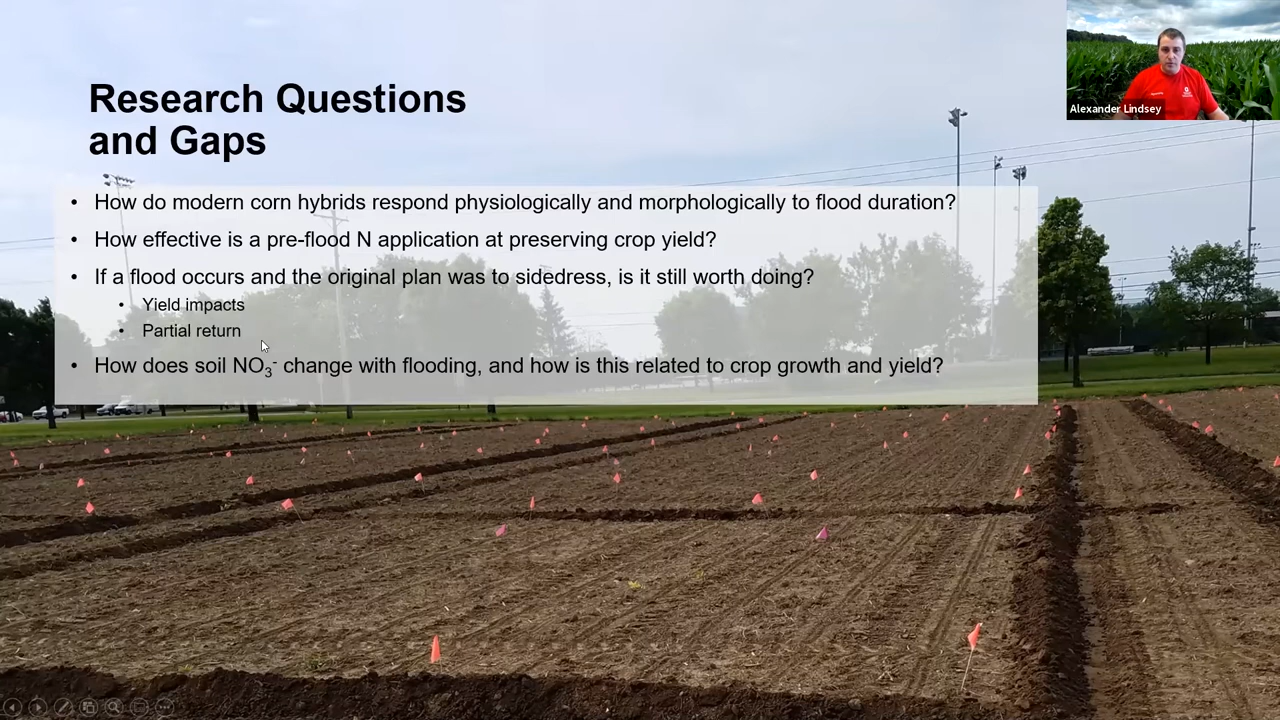 Research Questions
and Gaps
Alexander Lindsey
• How do modern corn hybrids respond physiologically and morphologically to flood duration?
• How effective is a pre-flood N application at preserving crop yield?
• If a flood occurs and the original plan was to sidedress, is it still worth doing?
• Yield impacts
• Partial return
• How does soil NO₃⁻ change with flooding, and how is this related to crop growth and yield?